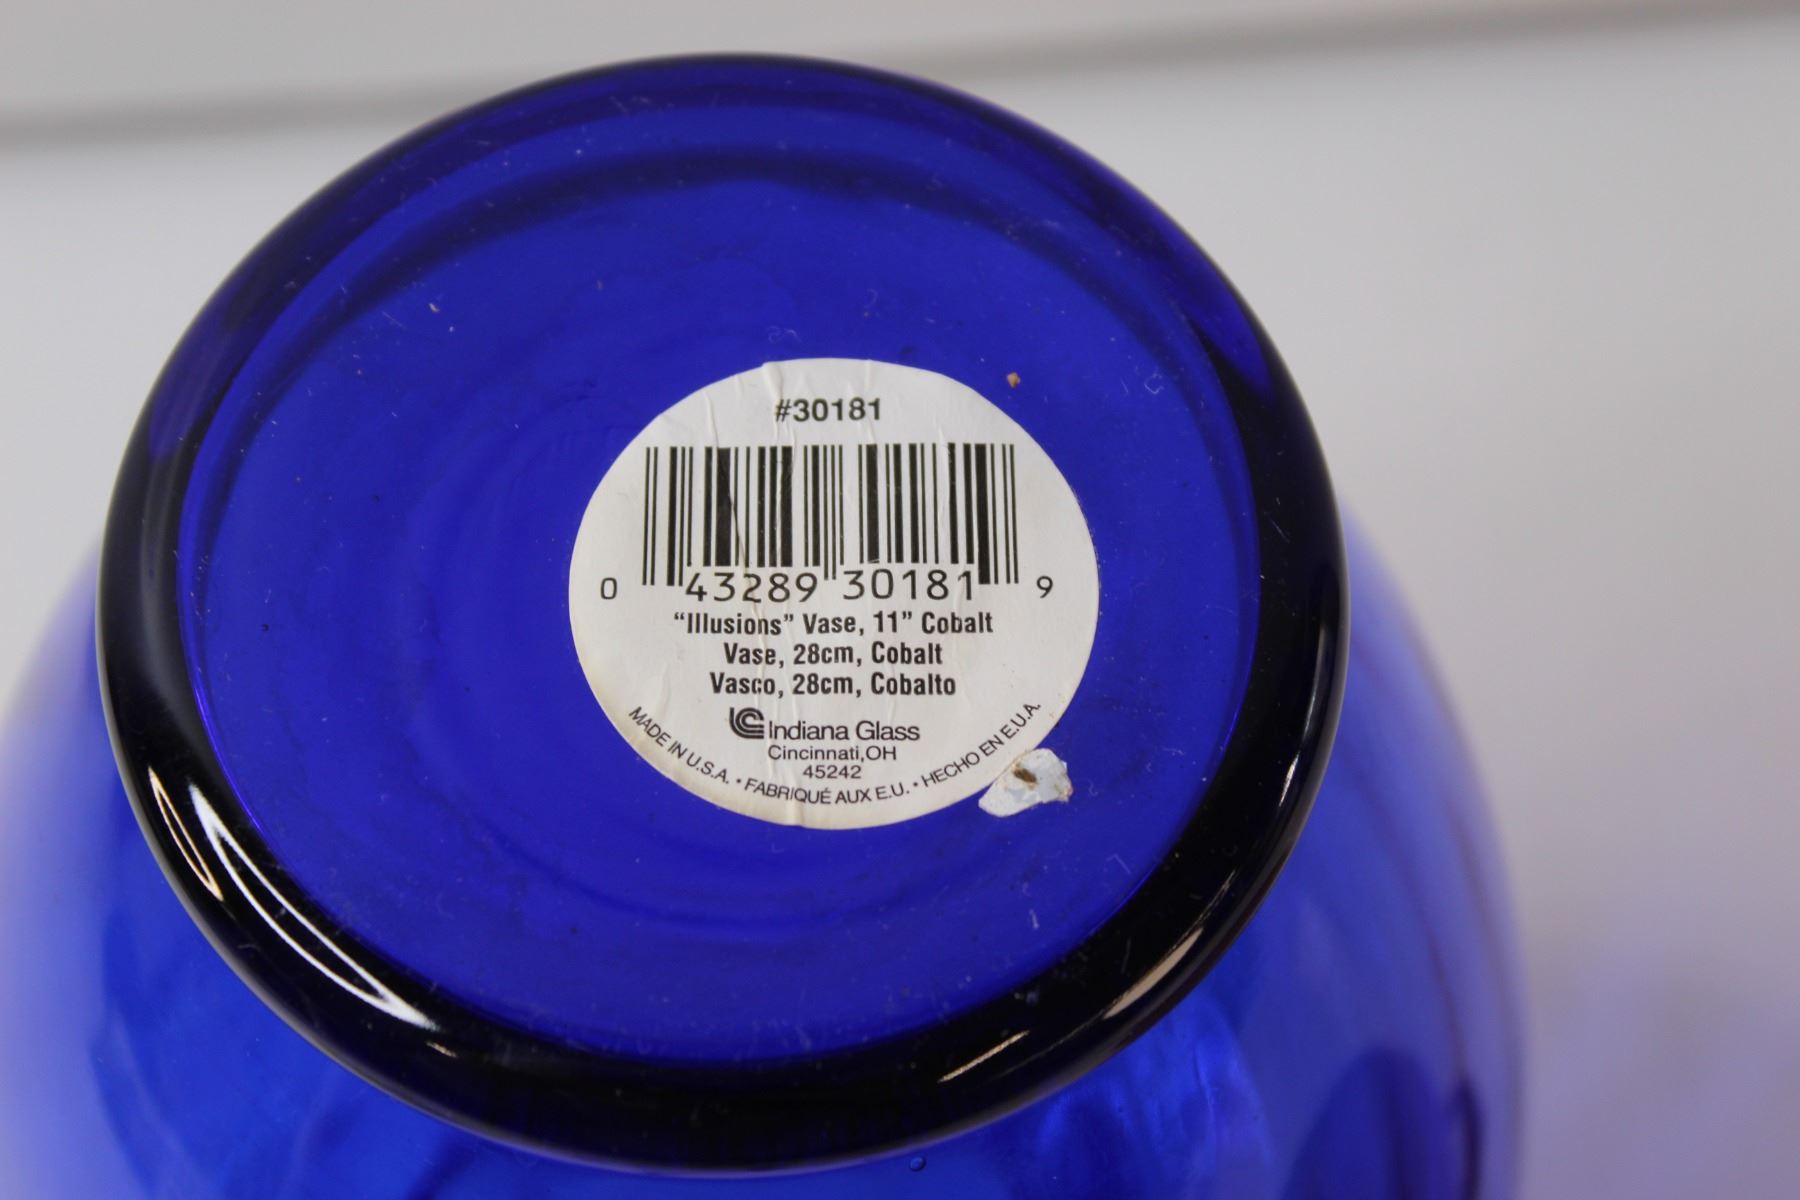 #30181
0 43289 30181 9
“Illusions” Vase, 11” Cobalt
Vase, 28cm, Cobalt
Vasco, 28cm, Cobalto
Indiana Glass
Cincinnati,OH
45242
MADE IN U.S.A. • FABRIQUÉ AUX E.U. • HECHO EN E.U.A.